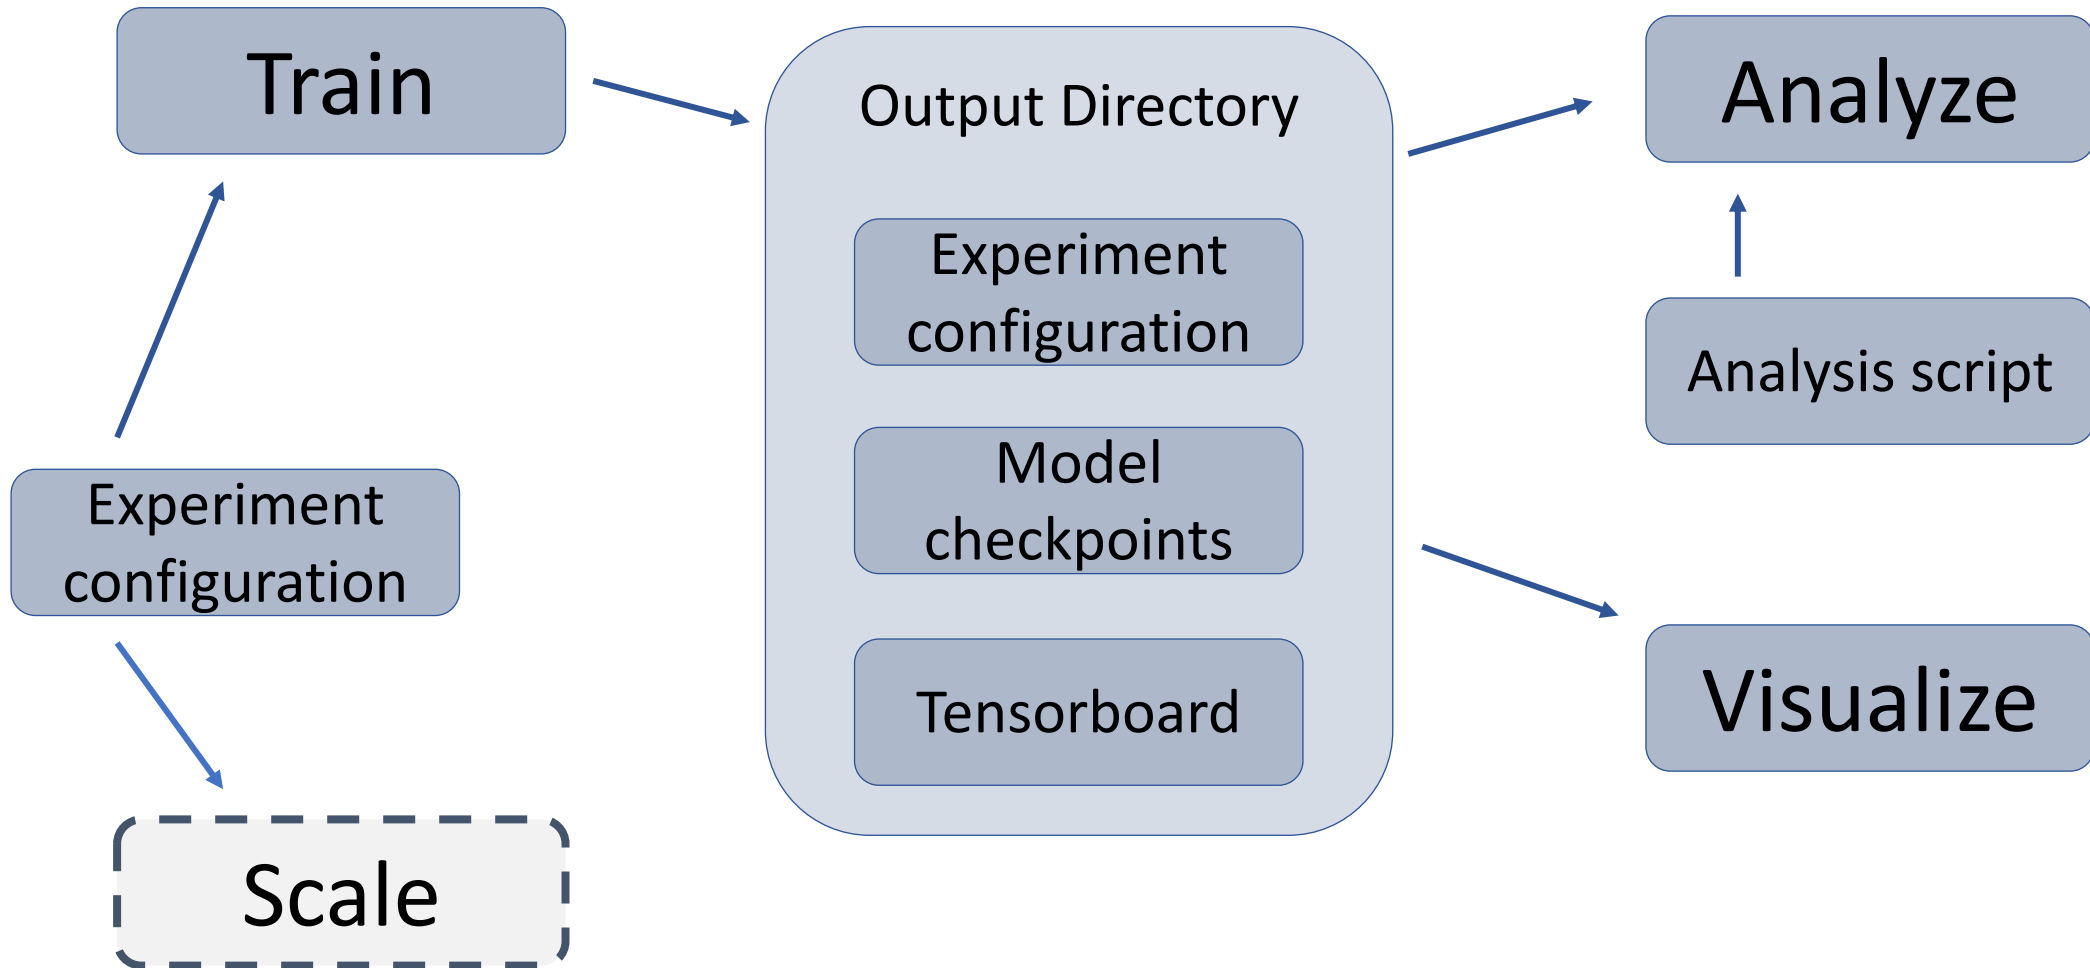 Train
Experiment
configuration
Scale
Output Directory
Experiment
configuration
Model
checkpoints
Tensorboard
Analyze
Analysis script
Visualize